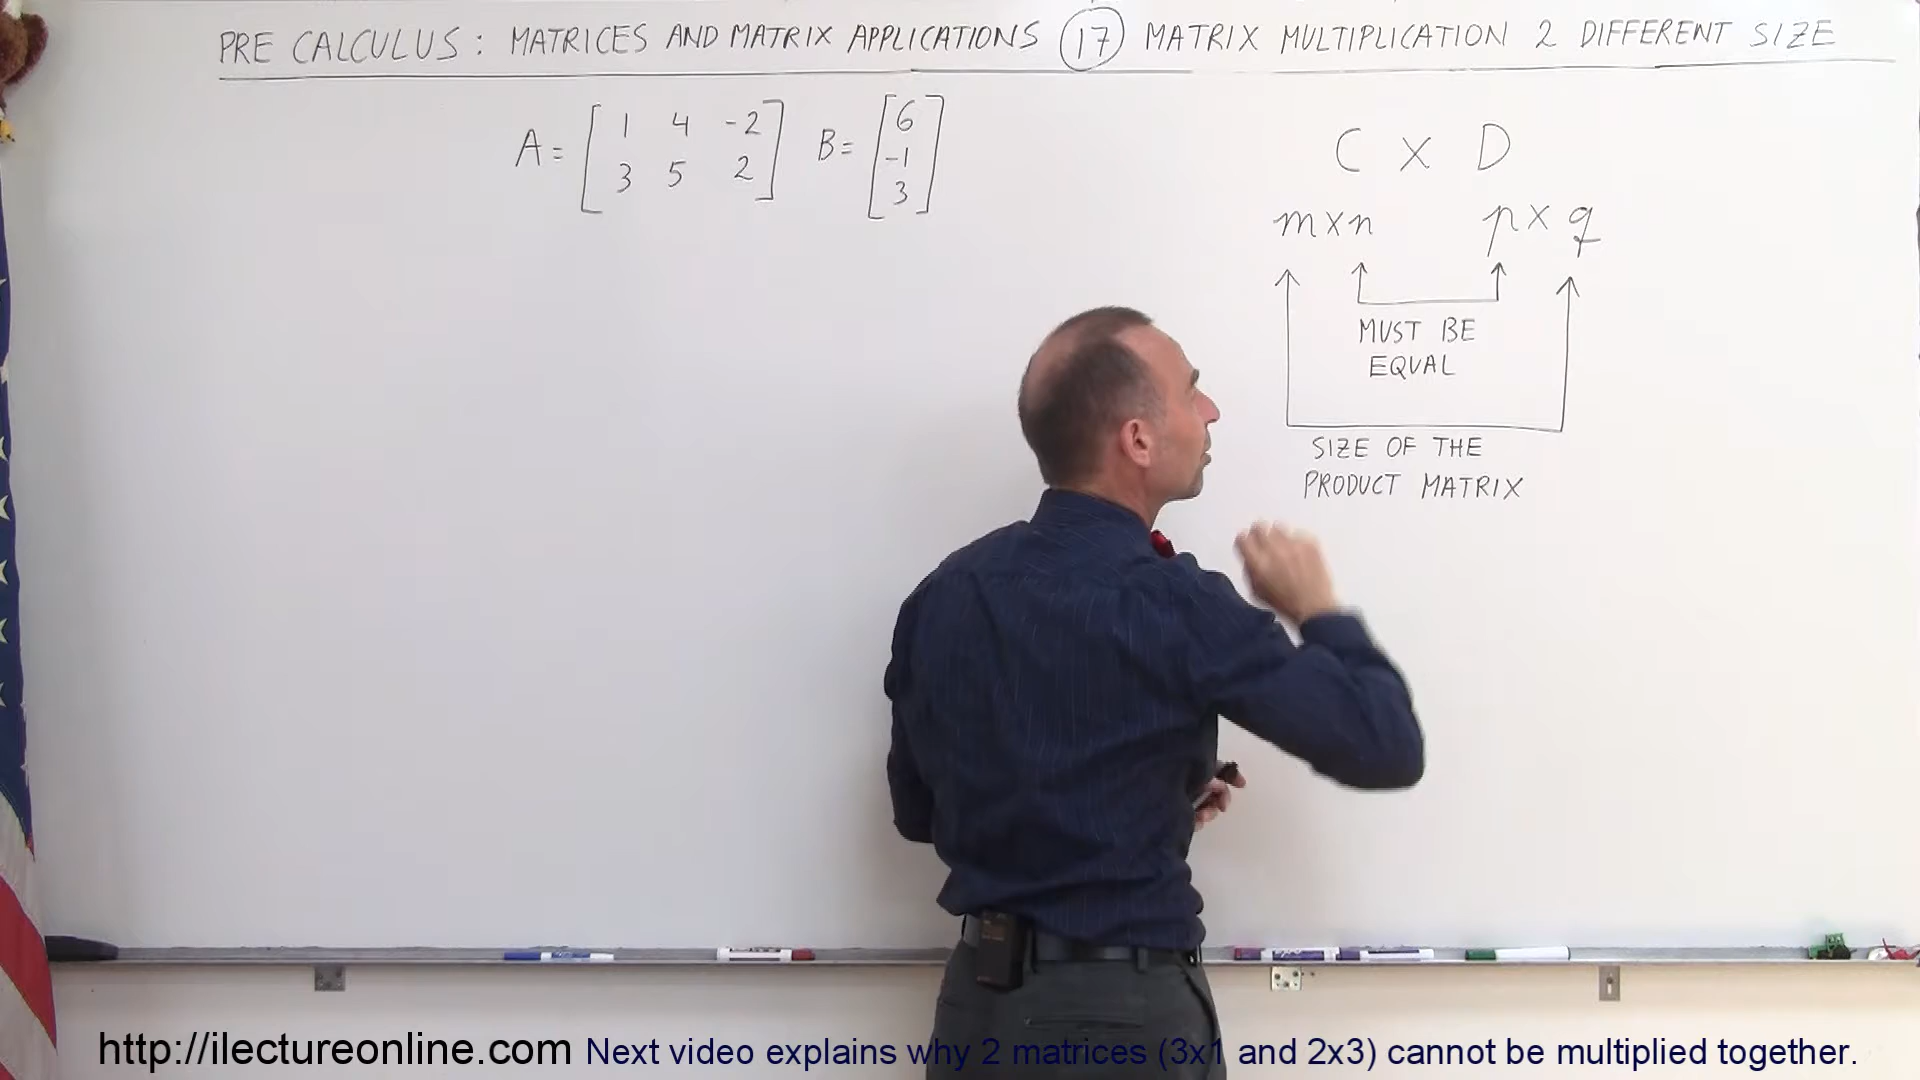 PRE CALCULUS: MATRICES AND MATRIX APPLICATIONS 17 MATRIX MULTIPLICATION 2 DIFFERENT SIZE
A = [ 1 4 -2 B = [ 6
3 5 2 ] -1
3 ]
C X D
m x n p x q
MUST BE
EQUAL
SIZE OF THE
PRODUCT MATRIX
http://ilectureonline.com Next video explains why 2 matrices (3x1 and 2x3) cannot be multiplied together.